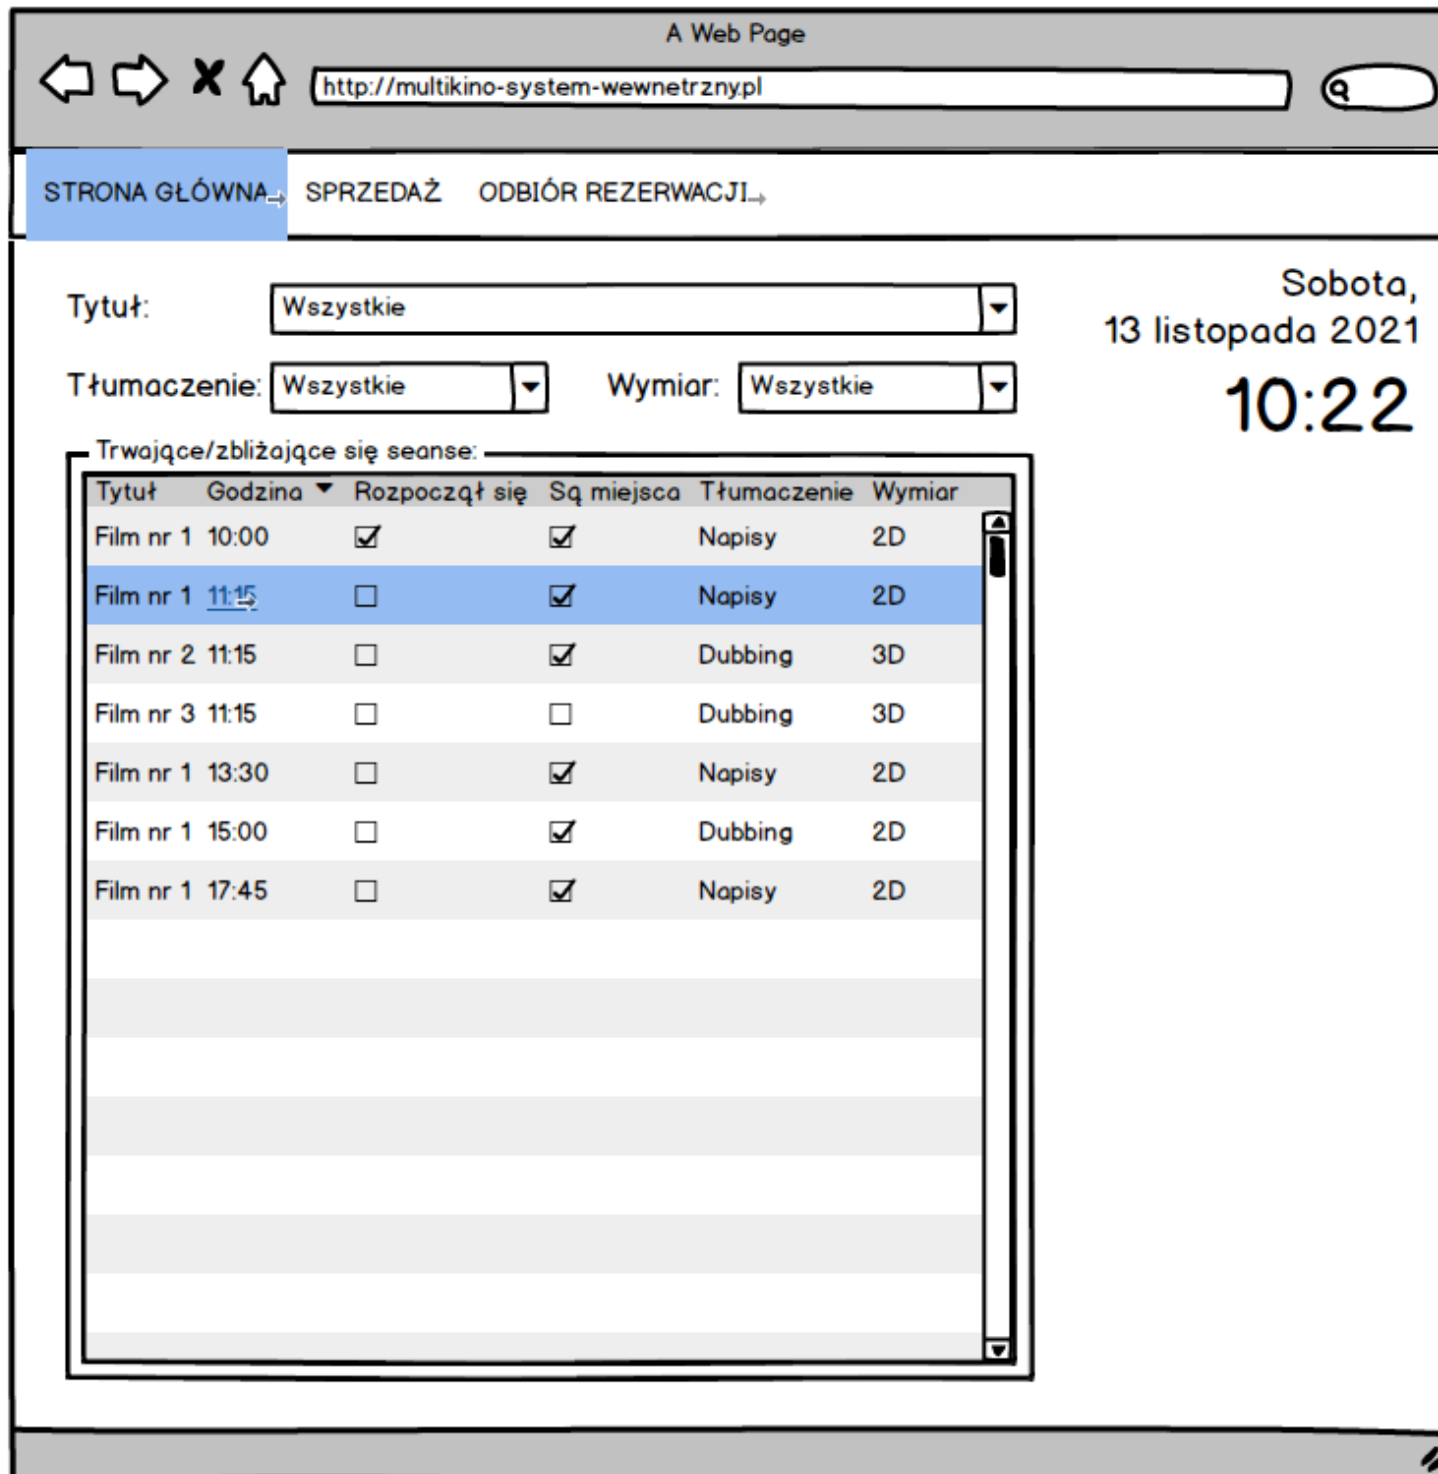 A Web Page
http://multikino-system-wewnetrzny.pl
STRONA GŁÓWNA SPRZEDAŻ ODBIÓR REZERWACJI
Sobota,
13 listopada 2021
10:22
Tytuł: Wszystkie
Tłumaczenie: Wszystkie Wymiar: Wszystkie
Trwające/zbliżające się seanse:
Tytuł Godzina Rozpoczął się Są miejsca Tłumaczenie Wymiar
Film nr 1 10:00 Napisy 2D
Film nr 1 11:15 Napisy 2D
Film nr 2 11:15 Dubbing 3D
Film nr 3 11:15 Dubbing 3D
Film nr 1 13:30 Napisy 2D
Film nr 1 15:00 Dubbing 2D
Film nr 1 17:45 Napisy 2D